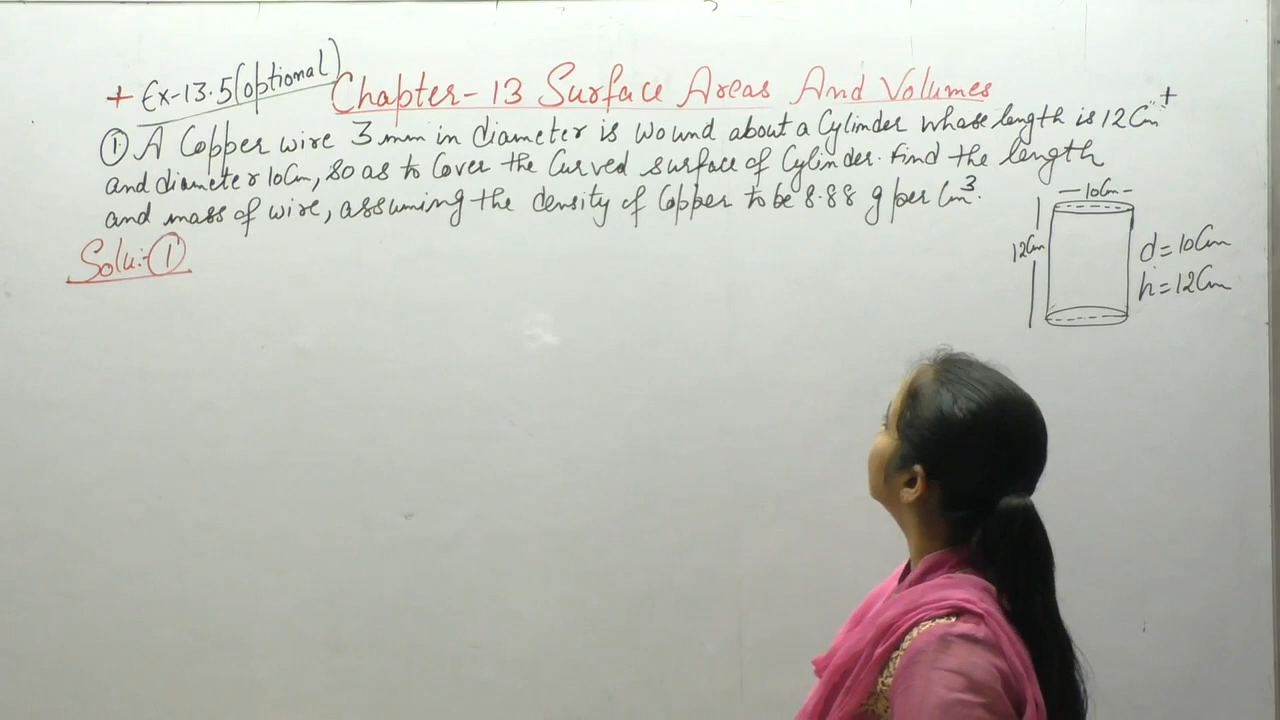 + Ex-13.5(optional)
Chapter-13 Surface Areas And Volumes
① A Copper wire 3 mm in diameter is wound about a Cylinder whose length is 12 Cm
and diameter 10Cm, so as to Cover the Curved surface of Cylinder. Find the length
and mass of wire, assuming the density of Copper to be 8.88 g per Cm³.
Solu:-①
10Cm
12Cm
d=10Cm
h=12Cm